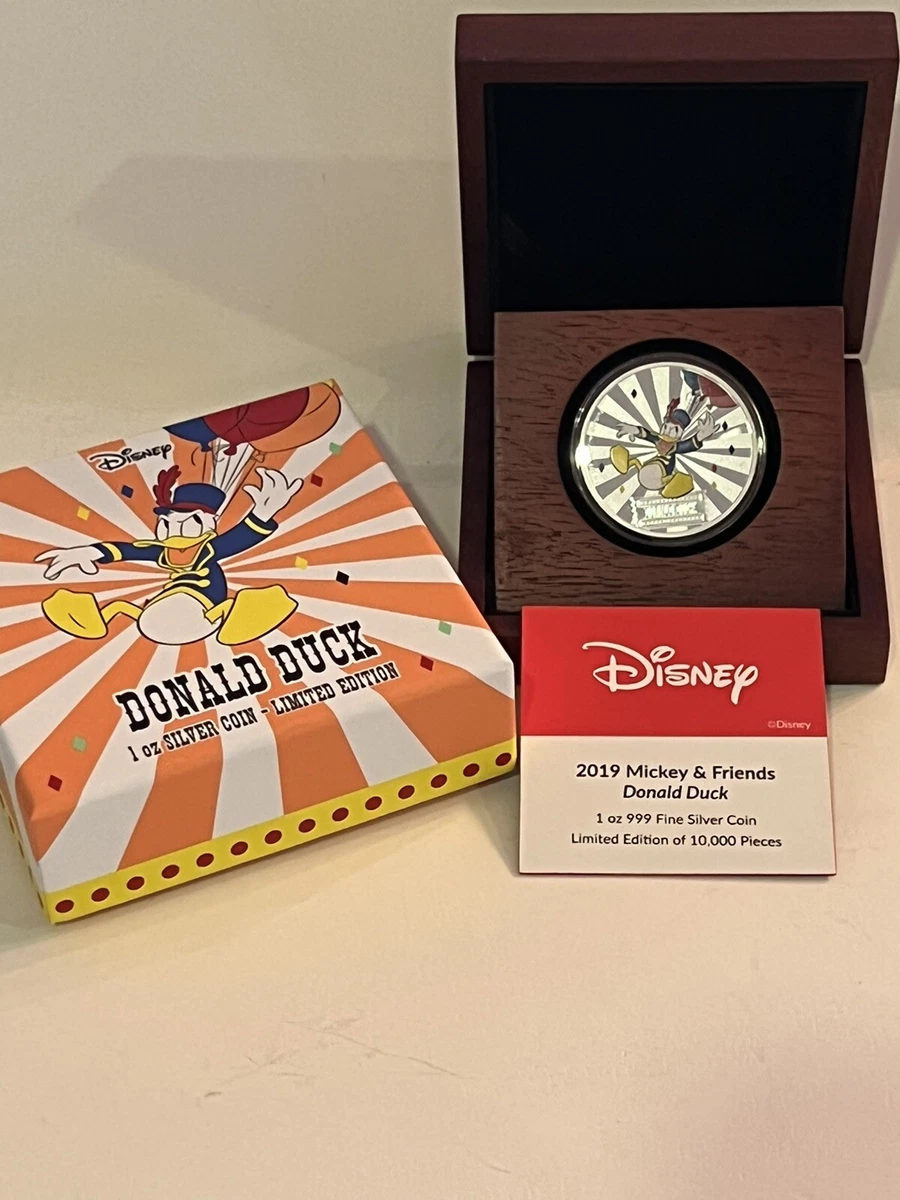 Disney
DONALD DUCK
1 oz SILVER COIN - LIMITED EDITION
Disney
©Disney
2019 Mickey & Friends
Donald Duck
1 oz 999 Fine Silver Coin
Limited Edition of 10,000 Pieces